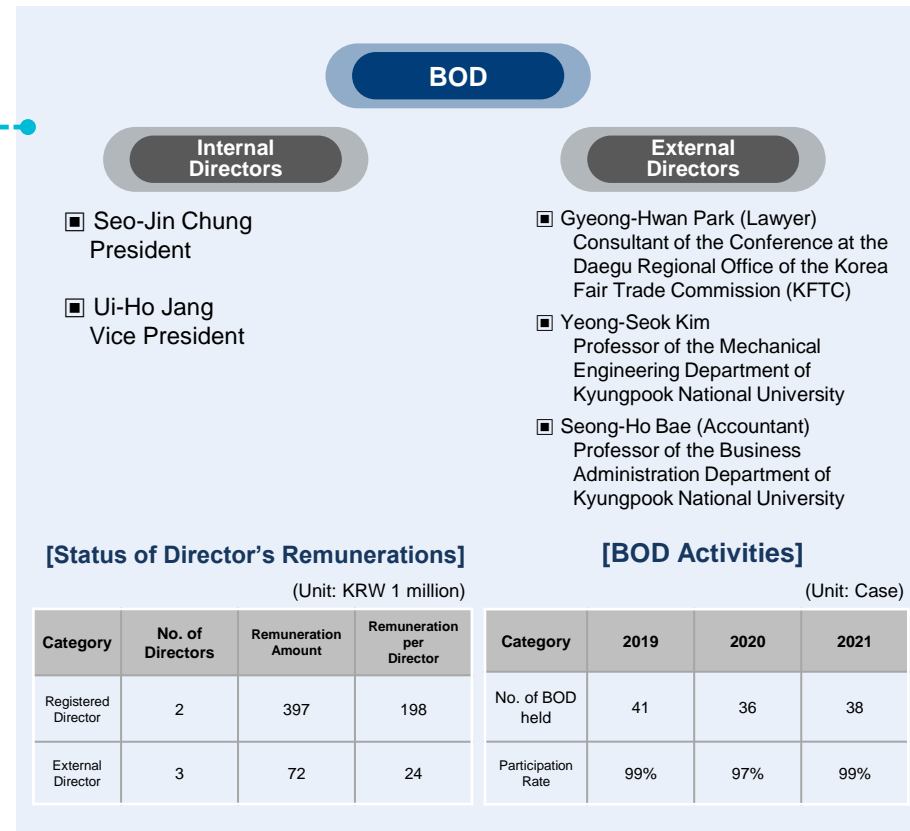 BOD
Internal
Directors
▣ Seo-Jin Chung
President
▣ Ui-Ho Jang
Vice President
External
Directors
▣ Gyeong-Hwan Park (Lawyer)
Consultant of the Conference at the
Daegu Regional Office of the Korea
Fair Trade Commission (KFTC)
▣ Yeong-Seok Kim
Professor of the Mechanical
Engineering Department of
Kyungpook National University
▣ Seong-Ho Bae (Accountant)
Professor of the Business
Administration Department of
Kyungpook National University
[Status of Director's Remunerations]
(Unit: KRW 1 million)
Category No. of Directors Remuneration Amount Remuneration per Director
Registered Director 2 397 198
External Director 3 72 24
[BOD Activities]
(Unit: Case)
Category 2019 2020 2021
No. of BOD held 41 36 38
Participation Rate 99% 97% 99%